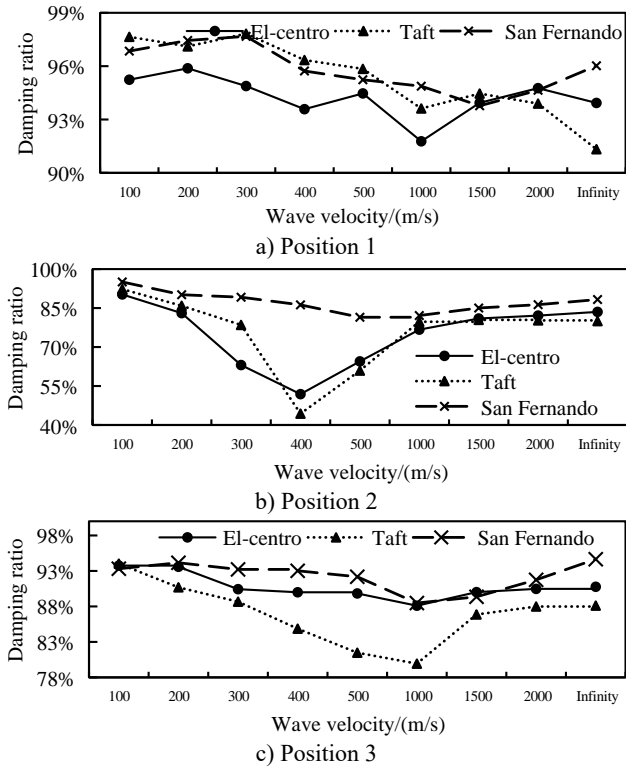 99%
96%
93%
90%
Damping ratio
El-centro Taft San Fernando
100 200 300 400 500 1000 1500 2000 Infinity
Wave velocity/(m/s)
a) Position 1
100%
85%
70%
55%
40%
Damping ratio
El-centro
Taft
San Fernando
100 200 300 400 500 1000 1500 2000 Infinity
Wave velocity/(m/s)
b) Position 2
98%
93%
88%
83%
78%
Damping ratio
El-centro Taft San Fernando
100 200 300 400 500 1000 1500 2000 Infinity
Wave velocity/(m/s)
c) Position 3